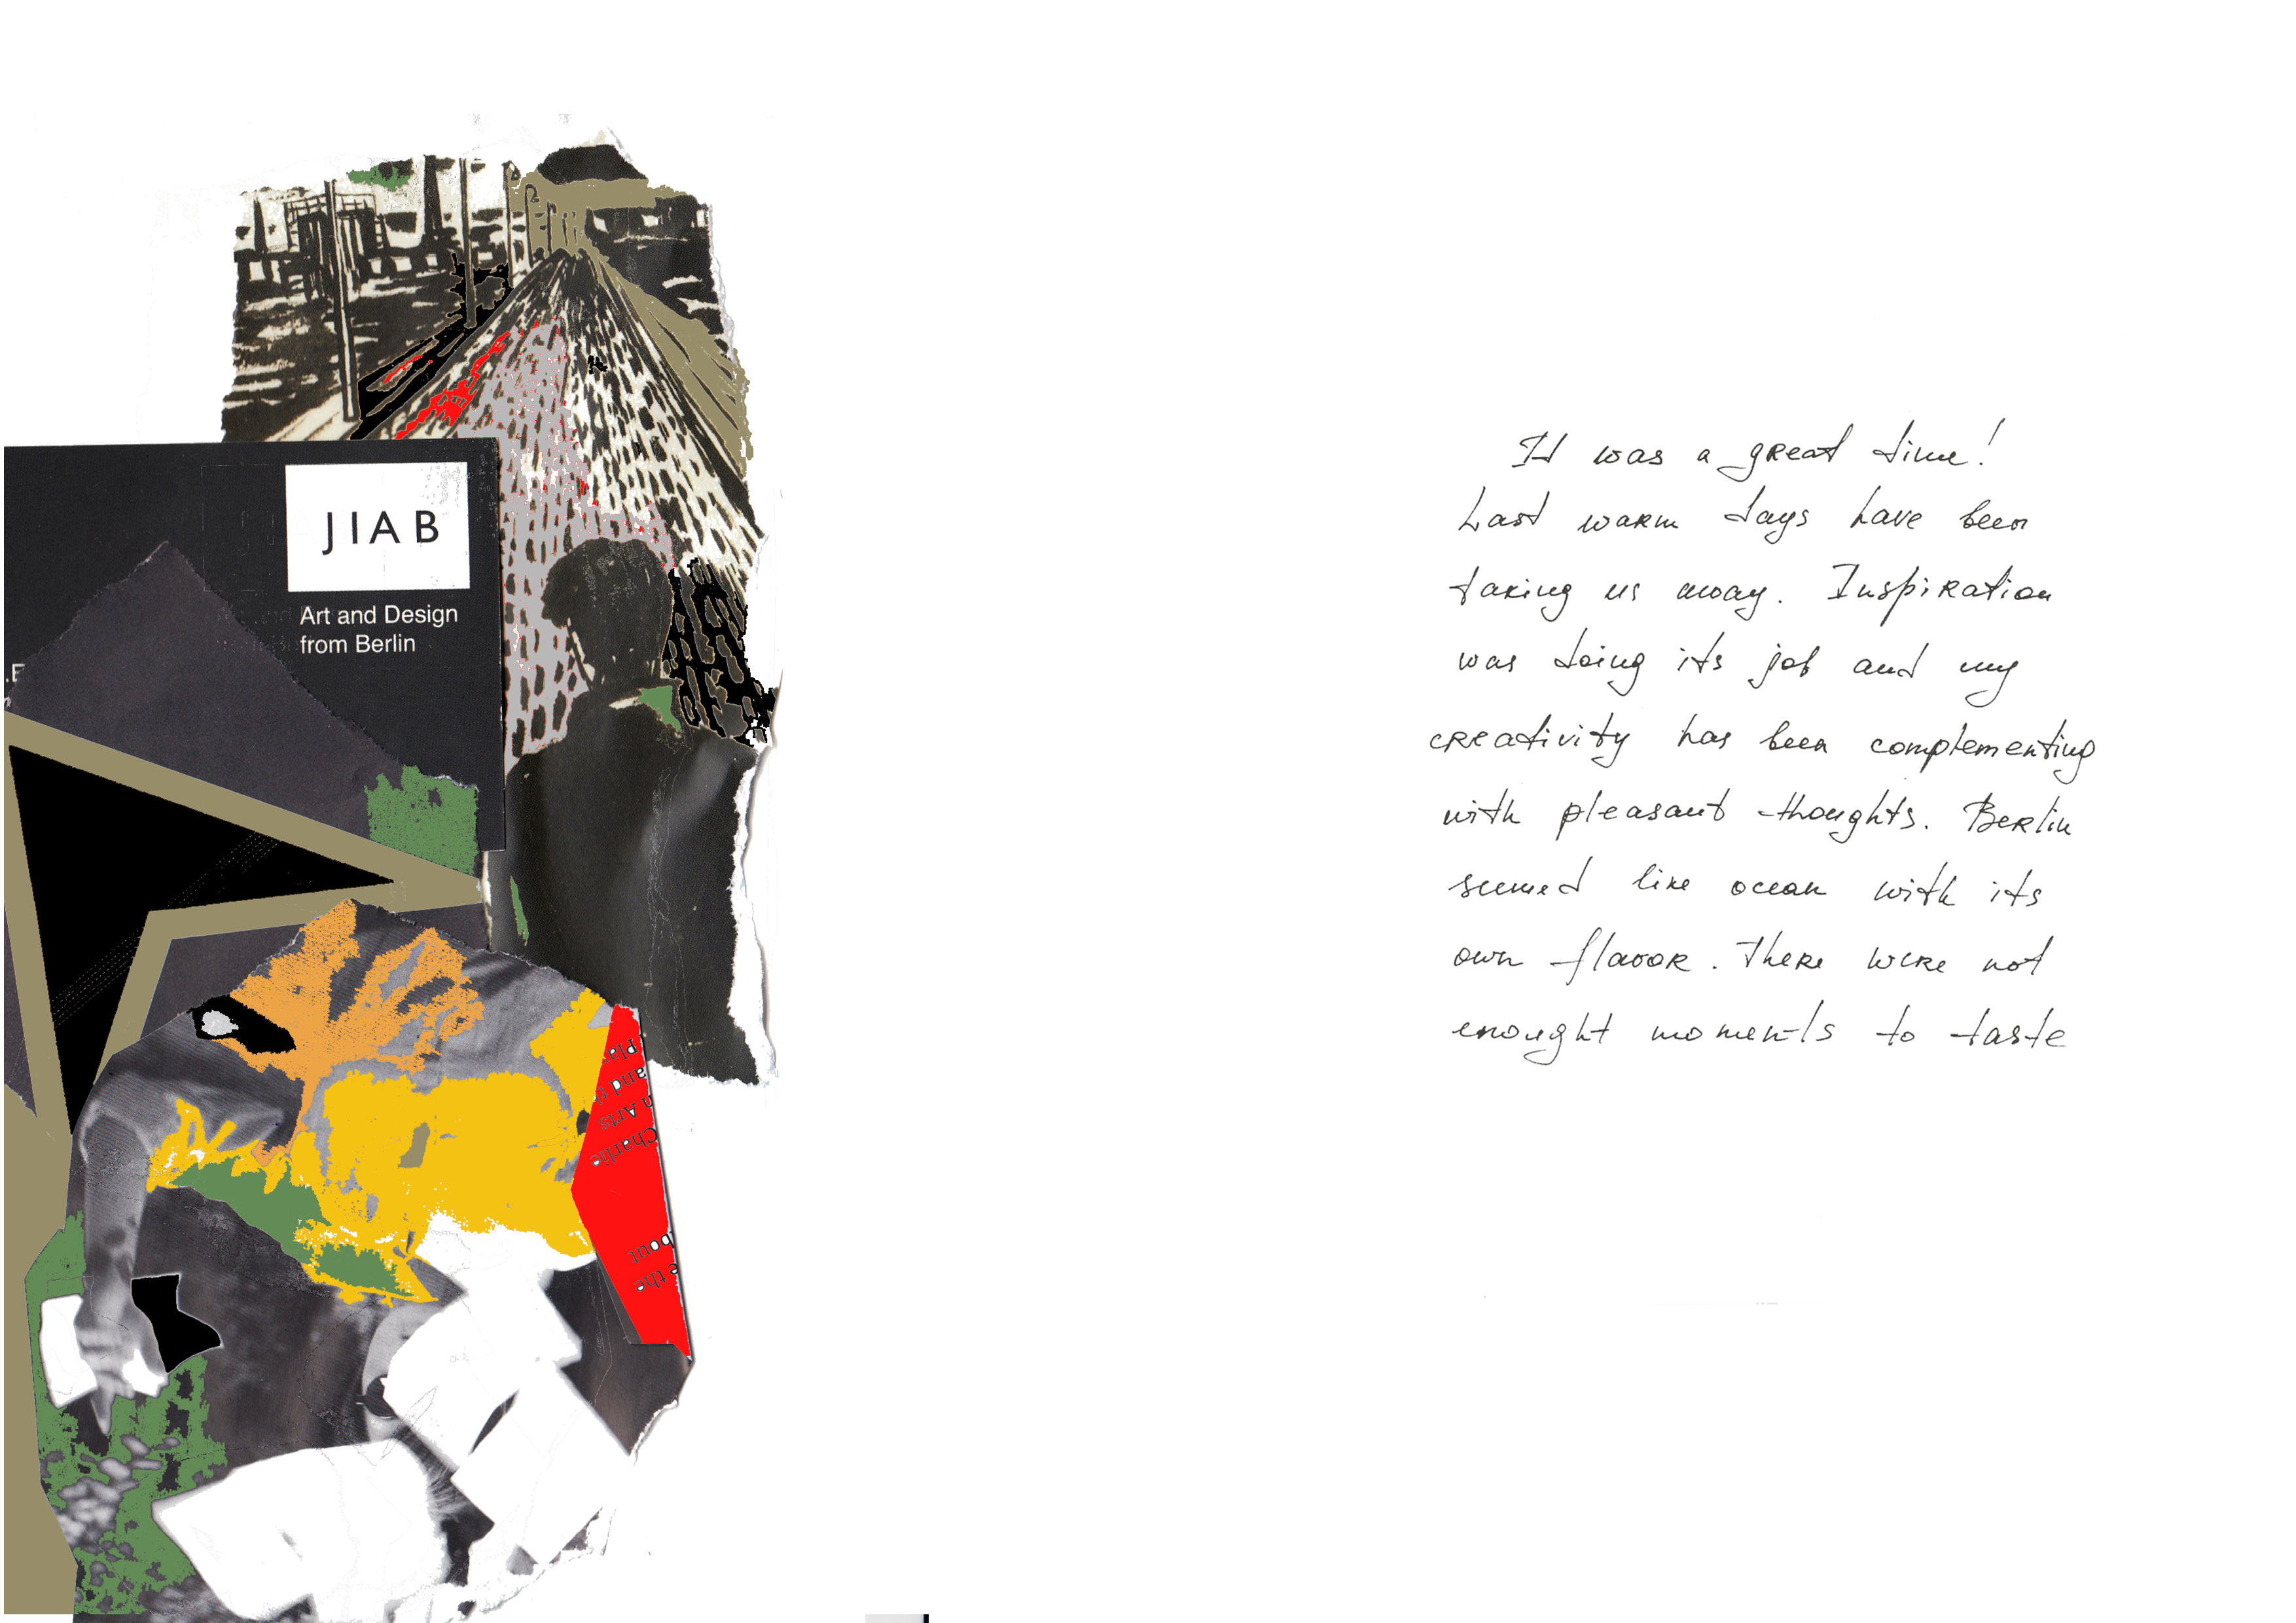 JIAB
Art and Design
from Berlin
.E
Pla
and t
n Arts
Charlie
bout
e the
It was a great time!
Last warm days have been
taking us away. Inspiration
was doing its job and my
creativity has been complementing
with pleasant thoughts. Berlin
seemed like ocean with its
own flavor. There were not
enought moments to taste